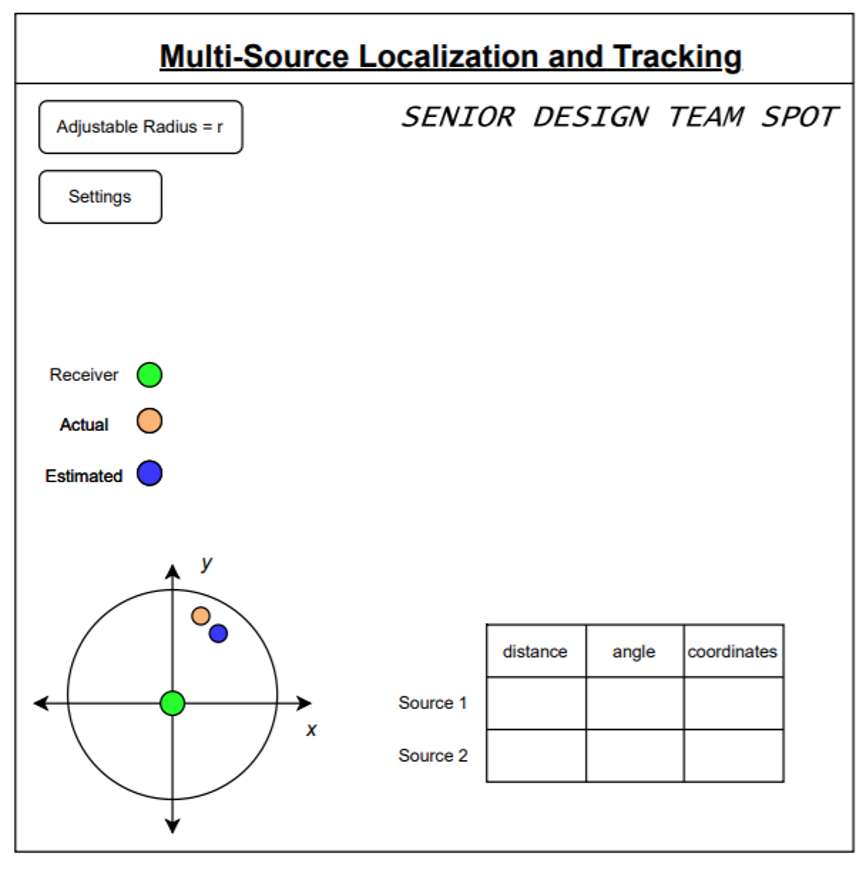 Multi-Source Localization and Tracking
Adjustable Radius = r
SENIOR DESIGN TEAM SPOT
Settings
Receiver
Actual
Estimated
y
x
distance angle coordinates
Source 1
Source 2